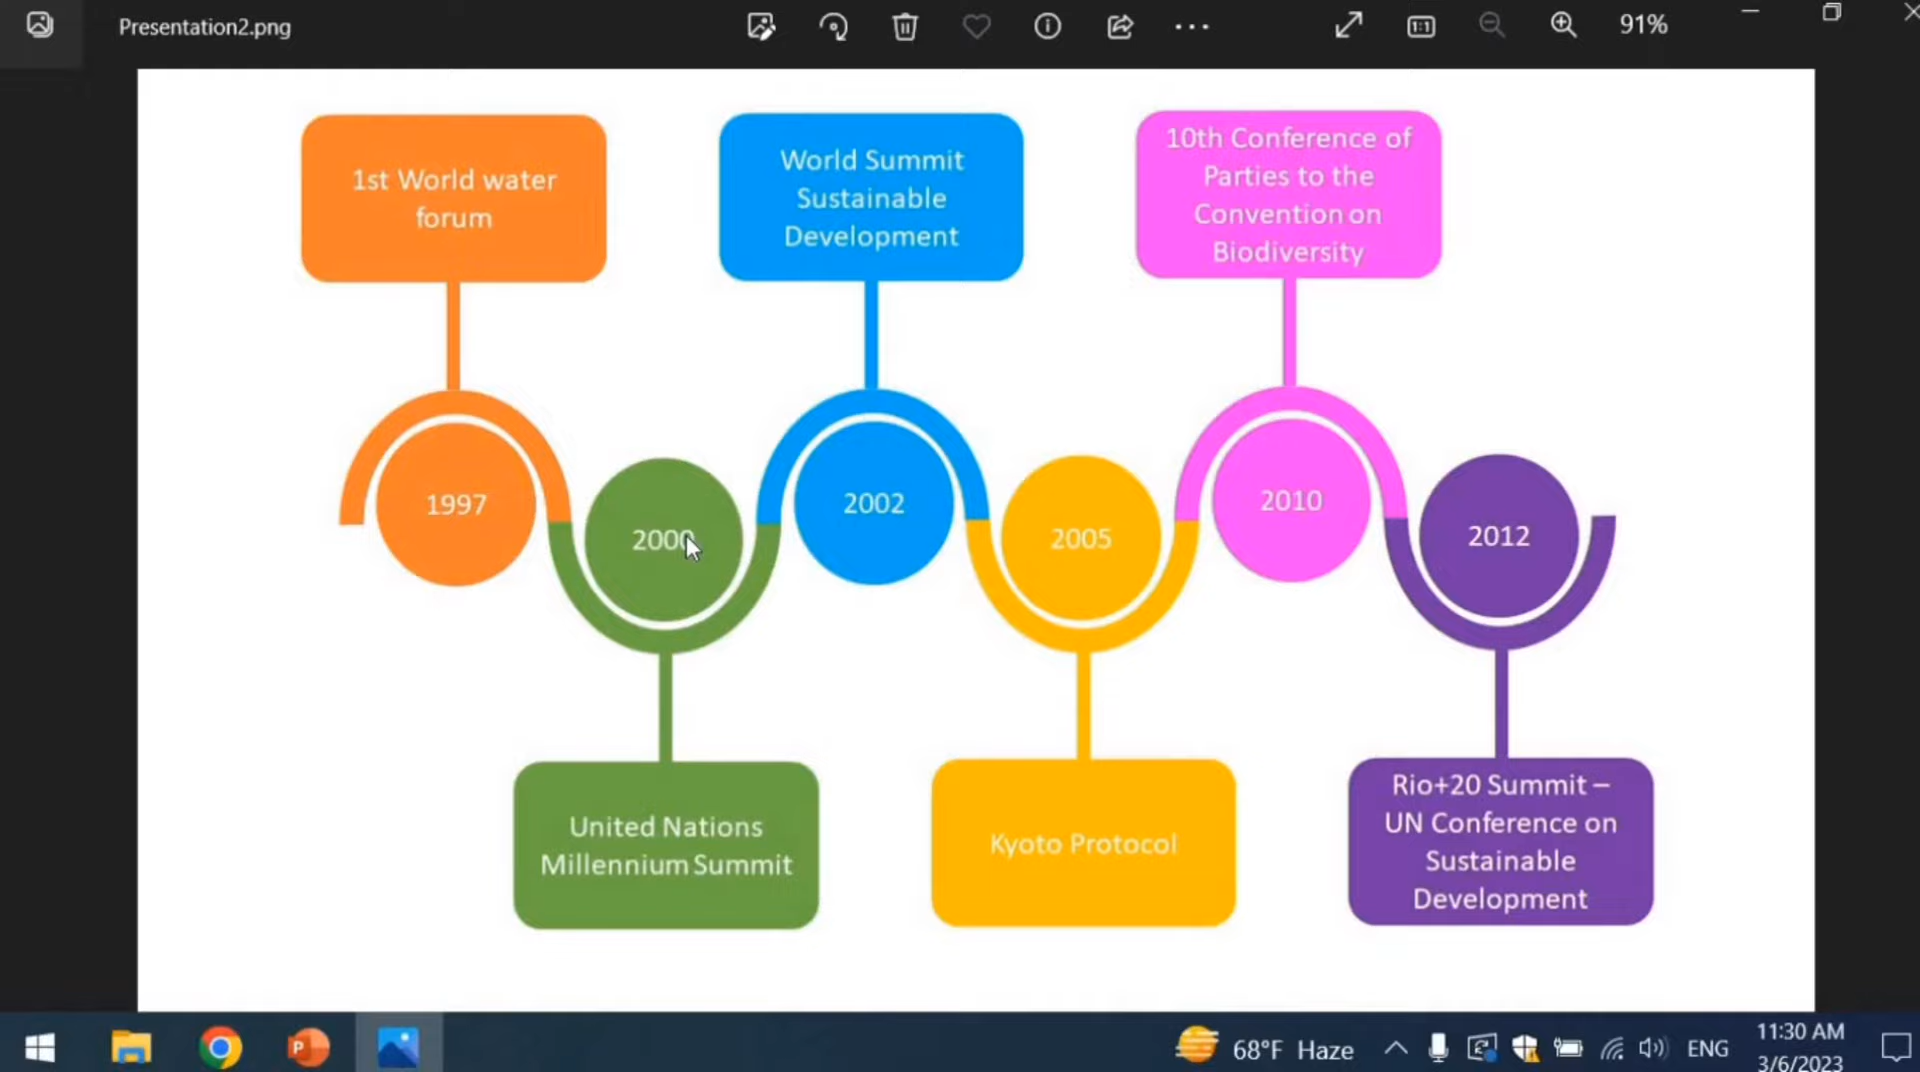 Presentation2.png
91%
1st World water
forum
World Summit
Sustainable
Development
10th Conference of
Parties to the
Convention on
Biodiversity
1997
2000
2002
2005
2010
2012
United Nations
Millennium Summit
Kyoto Protocol
Rio+20 Summit –
UN Conference on
Sustainable
Development
68°F Haze
ENG
11:30 AM
3/6/2023